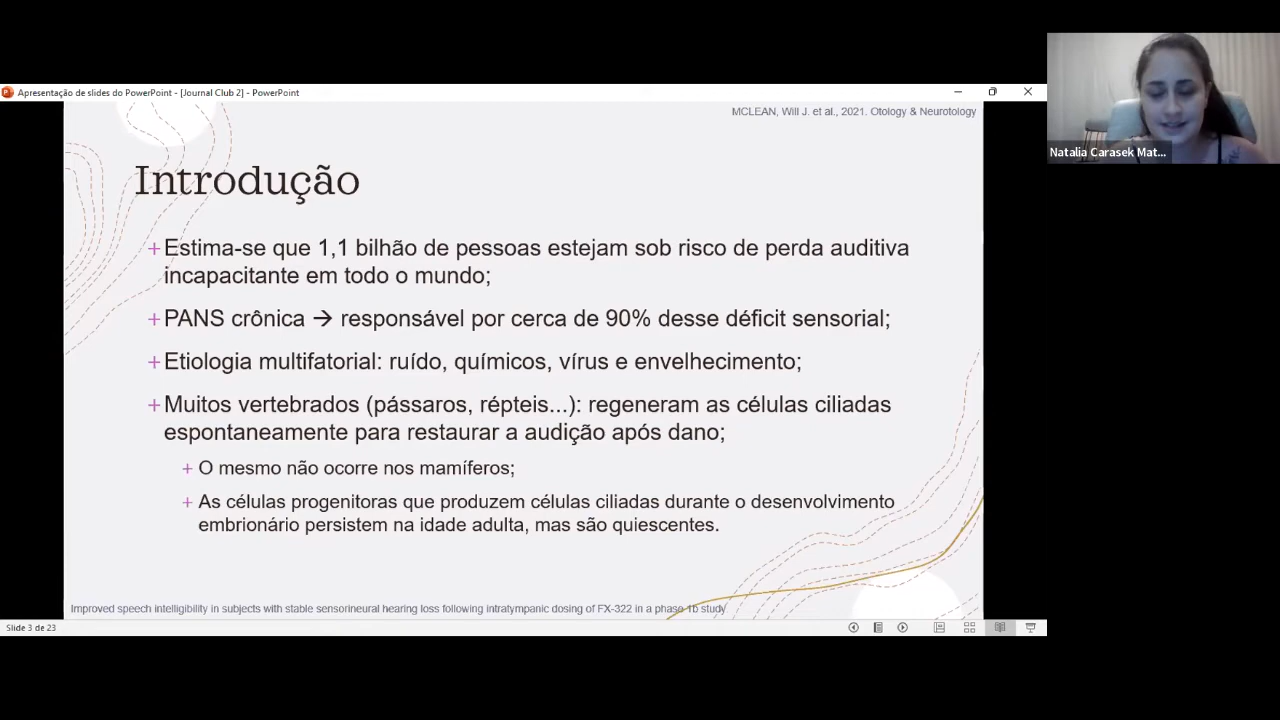 Apresentação de slides do PowerPoint - [Journal Club 2] - PowerPoint
MCLEAN, Will J. et al., 2021. Otology & Neurotology
Introdução
+ Estima-se que 1,1 bilhão de pessoas estejam sob risco de perda auditiva
incapacitante em todo o mundo;
+ PANS crônica → responsável por cerca de 90% desse déficit sensorial;
+ Etiologia multifatorial: ruído, químicos, vírus e envelhecimento;
+ Muitos vertebrados (pássaros, répteis...): regeneram as células ciliadas
espontaneamente para restaurar a audição após dano;
+ O mesmo não ocorre nos mamíferos;
+ As células progenitoras que produzem células ciliadas durante o desenvolvimento
embrionário persistem na idade adulta, mas são quiescentes.
Improved speech intelligibility in subjects with stable sensorineural hearing loss following intratympanic dosing of FX-322 in a phase 1b study
Slide 3 de 23
Natalia Carasek Mat...